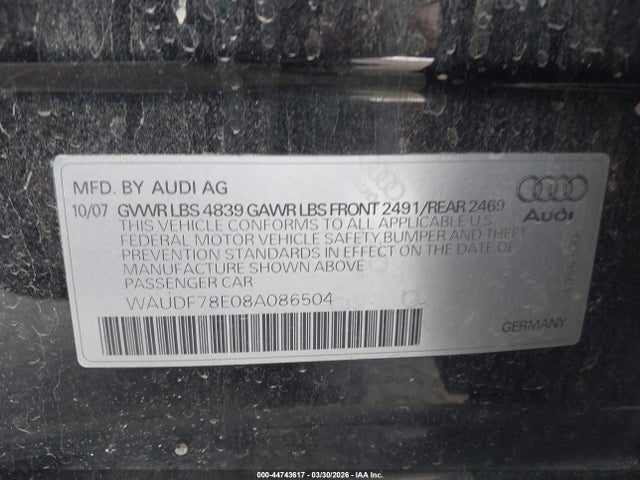 MFD. BY AUDI AG
10/07 GVWR LBS 4839 GAWR LBS FRONT 2491/REAR 2469
THIS VEHICLE CONFORMS TO ALL APPLICABLE U.S.
FEDERAL MOTOR VEHICLE SAFETY, BUMPER AND THEFT
PREVENTION STANDARDS IN EFFECT ON THE DATE OF
MANUFACTURE SHOWN ABOVE
PASSENGER CAR
WAUDF78E08A086504
Audi
GERMANY
000-44743617 - 03/30/2026 - IAA Inc.